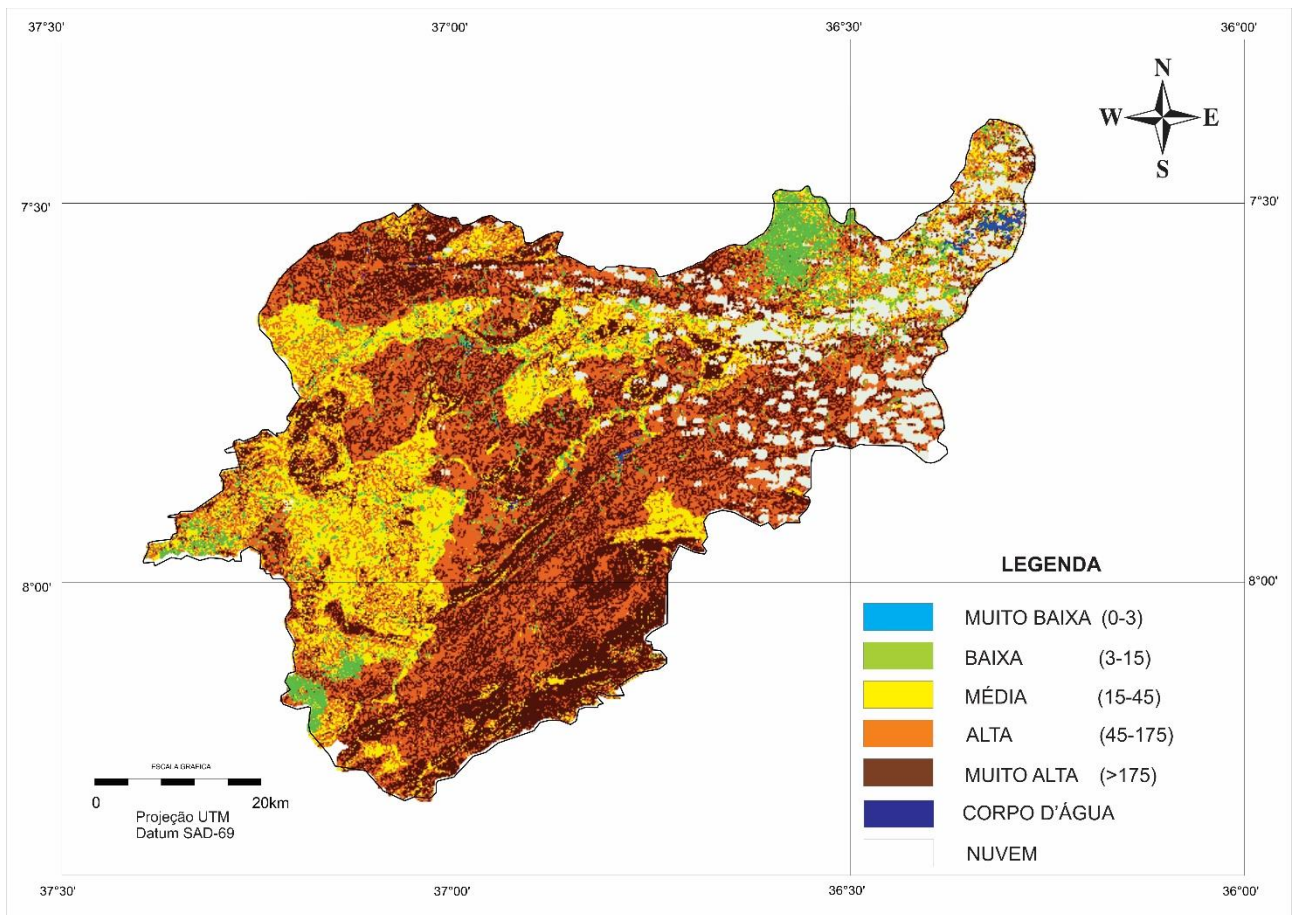 37°30' 37°00' 36°30' 36°00'
N
W E
S
7°30' 7°30'
8°00' 8°00'
LEGENDA
MUITO BAIXA (0-3)
BAIXA (3-15)
MÉDIA (15-45)
ALTA (45-175)
MUITO ALTA (>175)
CORPO D'ÁGUA
NUVEM
ESCALA GRAFICA
0 20km
Projeção UTM
Datum SAD-69
37°30' 37°00' 36°30' 36°00'